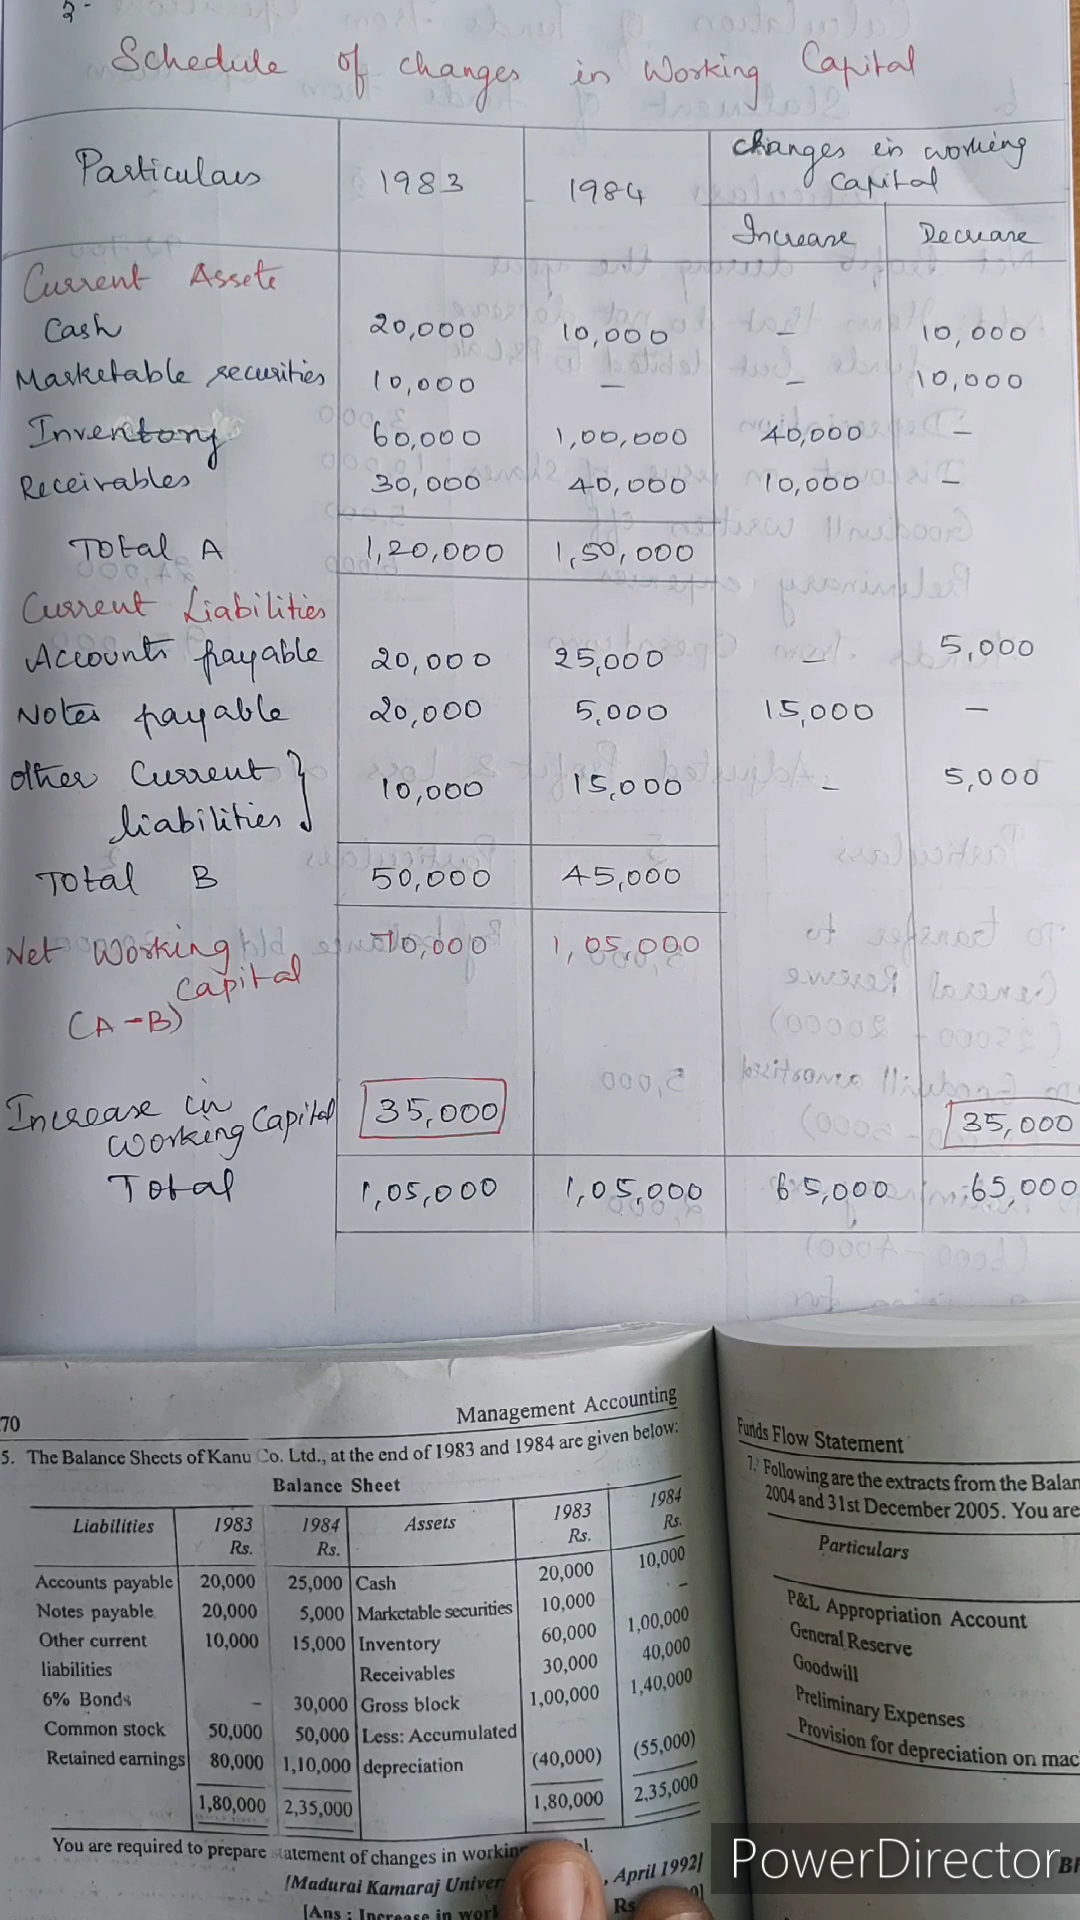 Schedule of changes in Working Capital
Particulars 1983 1984 changes in working capital
Increase Decrease
Current Assets
Cash 20,000 10,000 – 10,000
Marketable securities 10,000 – – 10,000
Inventory 60,000 1,00,000 40,000 –
Receivables 30,000 40,000 10,000 –
Total A 1,20,000 1,50,000
Current Liabilities
Accounts payable 20,000 25,000 – 5,000
Notes payable 20,000 5,000 15,000 –
other Current liabilities } 10,000 15,000 – 5,000
Total B 50,000 45,000
Net Working Capital (A-B) 70,000 1,05,000
Increase in working Capital 35,000 35,000
Total 1,05,000 1,05,000 65,000 65,000
70 Management Accounting
5. The Balance Sheets of Kanu Co. Ltd., at the end of 1983 and 1984 are given below:
Balance Sheet
Liabilities 1983 1984 Assets 1983 1984
Rs. Rs. Rs. Rs.
Accounts payable 20,000 25,000 Cash 20,000 10,000
Notes payable 20,000 5,000 Marketable securities 10,000 –
Other current 10,000 15,000 Inventory 60,000 1,00,000
liabilities Receivables 30,000 40,000
6% Bonds – 30,000 Gross block 1,00,000 1,40,000
Common stock 50,000 50,000 Less: Accumulated
Retained earnings 80,000 1,10,000 depreciation (40,000) (55,000)
1,80,000 2,35,000 1,80,000 2,35,000
You are required to prepare statement of changes in
[Madurai Kamaraj , April 1992]
[Ans : Increase in Rs
Funds Flow Statement
7. Following are the extracts from the
2004 and 31st December 2005. You are
Particulars
P&L Appropriation Account
General Reserve
Goodwill
Preliminary Expenses
Provision for depreciation on
PowerDirector